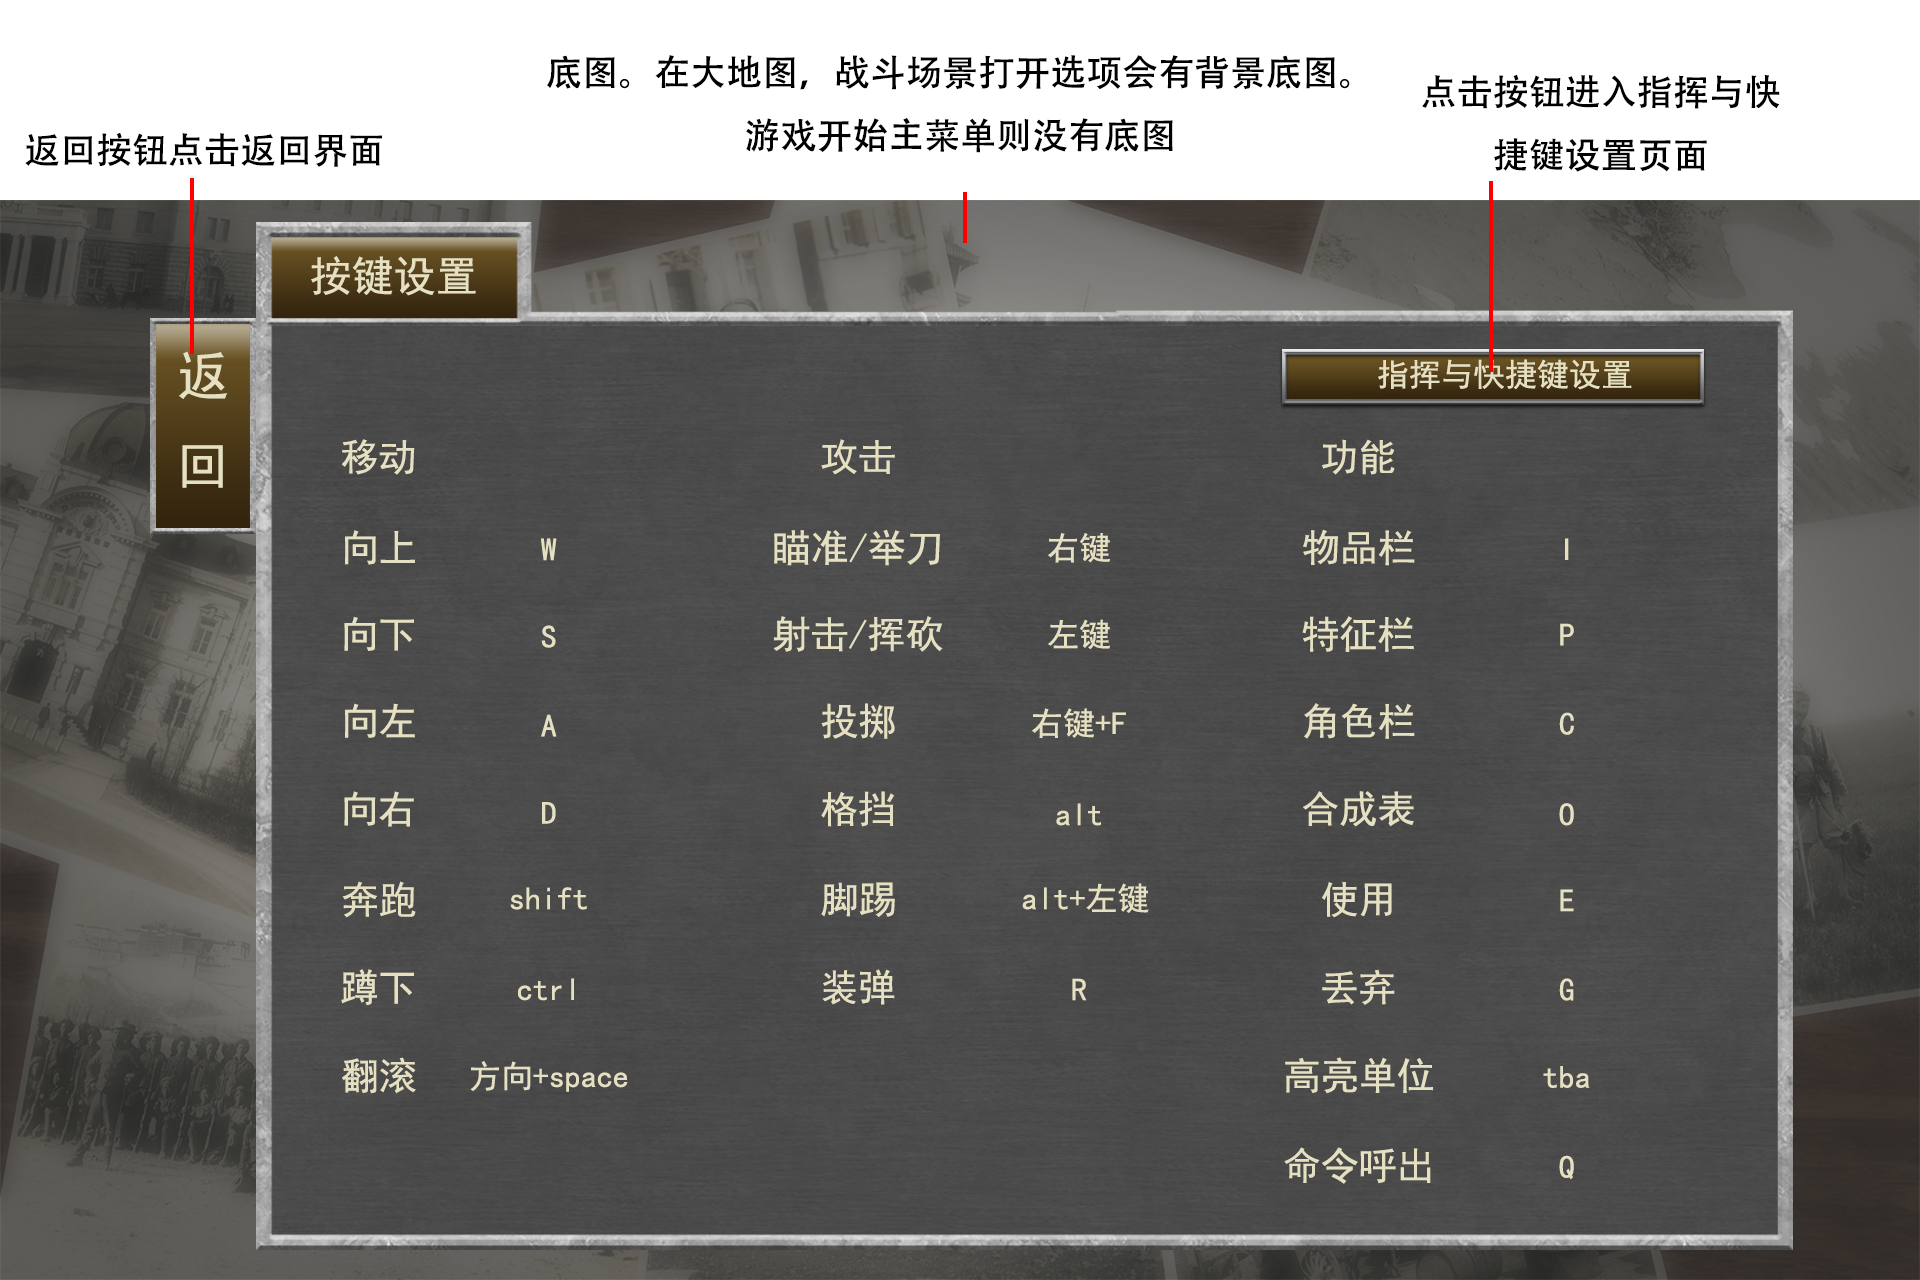 底图。在大地图，战斗场景打开选项会有背景底图。
游戏开始主菜单则没有底图
点击按钮进入指挥与快
捷键设置页面
返回按钮点击返回界面
按键设置
返
回
指挥与快捷键设置
移动 攻击 功能
向上 W 瞄准/举刀 右键 物品栏 I
向下 S 射击/挥砍 左键 特征栏 P
向左 A 投掷 右键+F 角色栏 C
向右 D 格挡 alt 合成表 O
奔跑 shift 脚踢 alt+左键 使用 E
蹲下 ctrl 装弹 R 丢弃 G
翻滚 方向+space 高亮单位 tba
命令呼出 Q